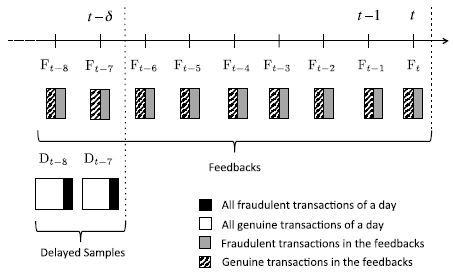 t−δ t−1 t
F_{t−8} F_{t−7} F_{t−6} F_{t−5} F_{t−4} F_{t−3} F_{t−2} F_{t−1} F_t
Feedbacks
D_{t−8} D_{t−7}
Delayed Samples
All fraudulent transactions of a day
All genuine transactions of a day
Fraudulent transactions in the feedbacks
Genuine transactions in the feedbacks